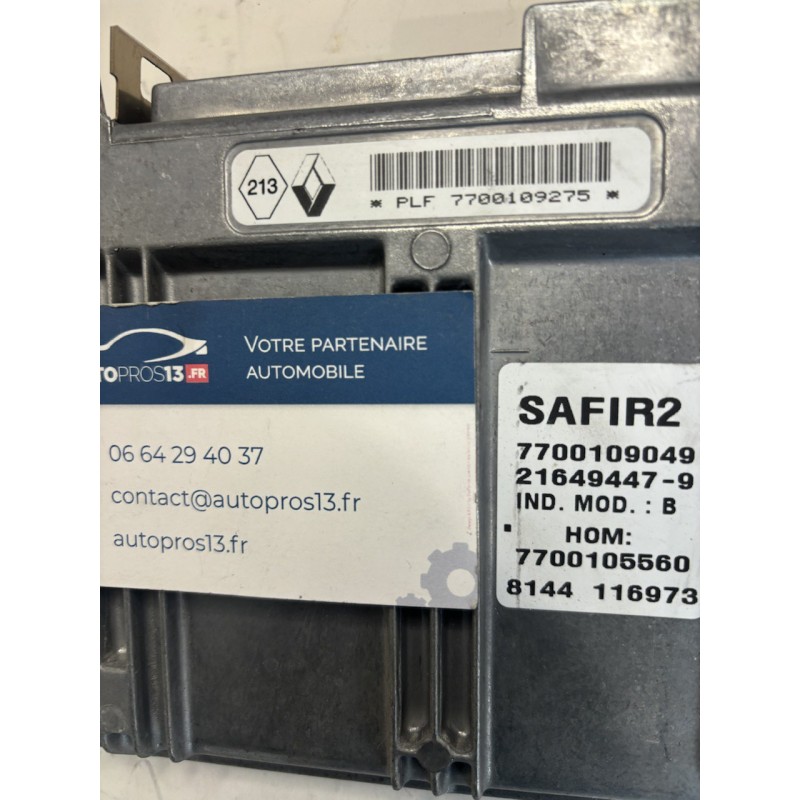 213
* PLF 7700109275 *
VOTRE PARTENAIRE
AUTOMOBILE
TOPROS13.FR
06 64 29 40 37
contact@autopros13.fr
autopros13.fr
SAFIR2
7700109049
21649447-9
IND. MOD. : B
HOM:
7700105560
8144 116973